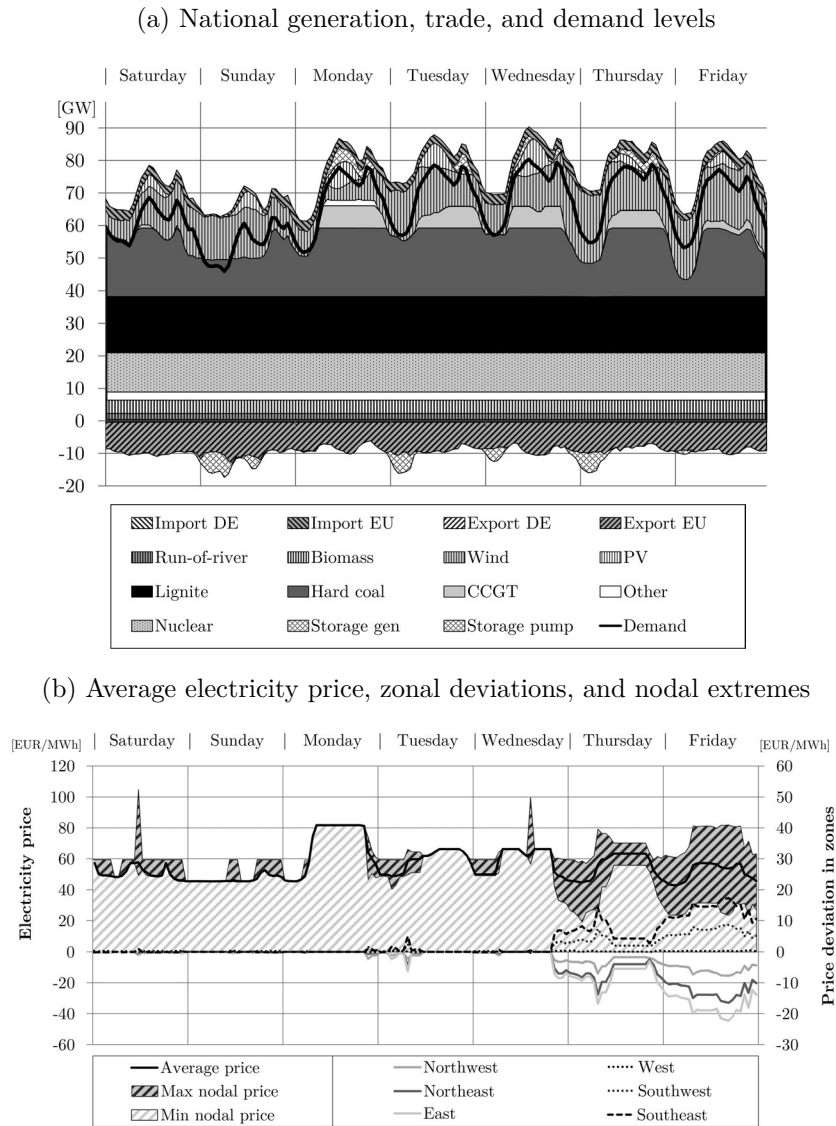 (a) National generation, trade, and demand levels
| Saturday | Sunday | Monday | Tuesday | Wednesday | Thursday | Friday
[GW]
90
80
70
60
50
40
30
20
10
0
-10
-20
Import DE Import EU Export DE Export EU
Run-of-river Biomass Wind PV
Lignite Hard coal CCGT Other
Nuclear Storage gen Storage pump Demand
(b) Average electricity price, zonal deviations, and nodal extremes
[EUR/MWh] | Saturday | Sunday | Monday | Tuesday | Wednesday | Thursday | Friday | [EUR/MWh]
120 60
100 50
80 40
60 30
40 20
20 10
0 0
-20 -10
-40 -20
-60 -30
Electricity price
Price deviation in zones
Average price Northwest West
Max nodal price Northeast Southwest
Min nodal price East Southeast